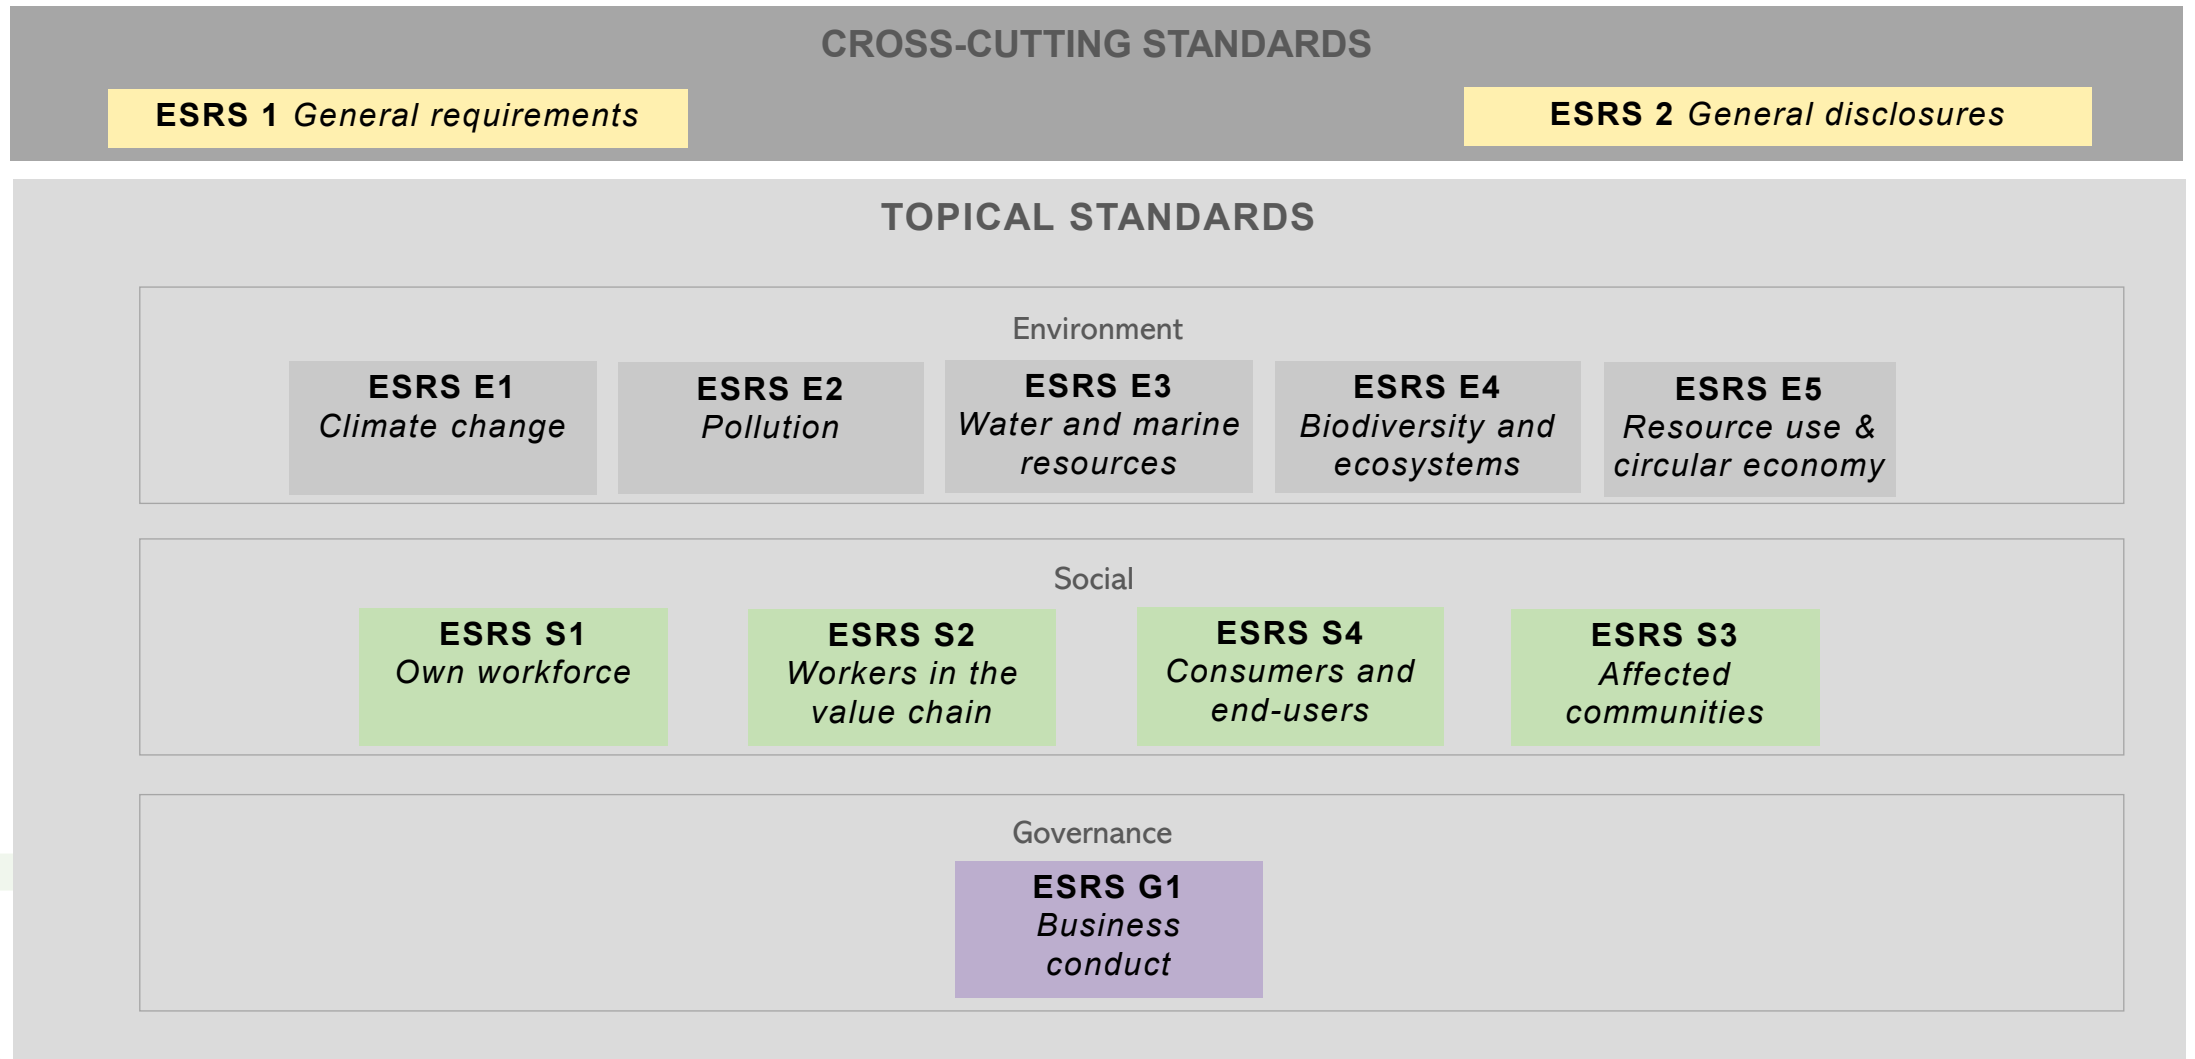 CROSS-CUTTING STANDARDS
ESRS 1 General requirements
ESRS 2 General disclosures
TOPICAL STANDARDS
Environment
ESRS E1
Climate change
ESRS E2
Pollution
ESRS E3
Water and marine
resources
ESRS E4
Biodiversity and
ecosystems
ESRS E5
Resource use &
circular economy
Social
ESRS S1
Own workforce
ESRS S2
Workers in the
value chain
ESRS S4
Consumers and
end-users
ESRS S3
Affected
communities
Governance
ESRS G1
Business
conduct